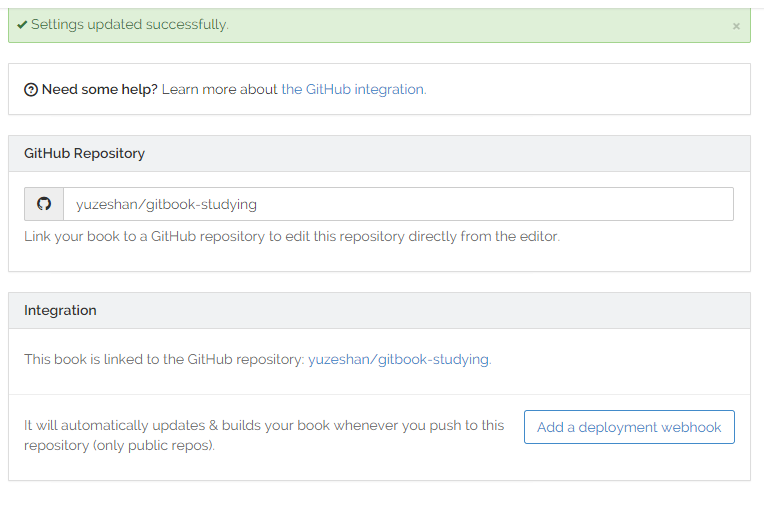 Settings updated successfully.
×
Need some help? Learn more about the GitHub integration.
GitHub Repository
yuzeshan/gitbook-studying
Link your book to a GitHub repository to edit this repository directly from the editor.
Integration
This book is linked to the GitHub repository: yuzeshan/gitbook-studying.
It will automatically updates & builds your book whenever you push to this
repository (only public repos).
Add a deployment webhook